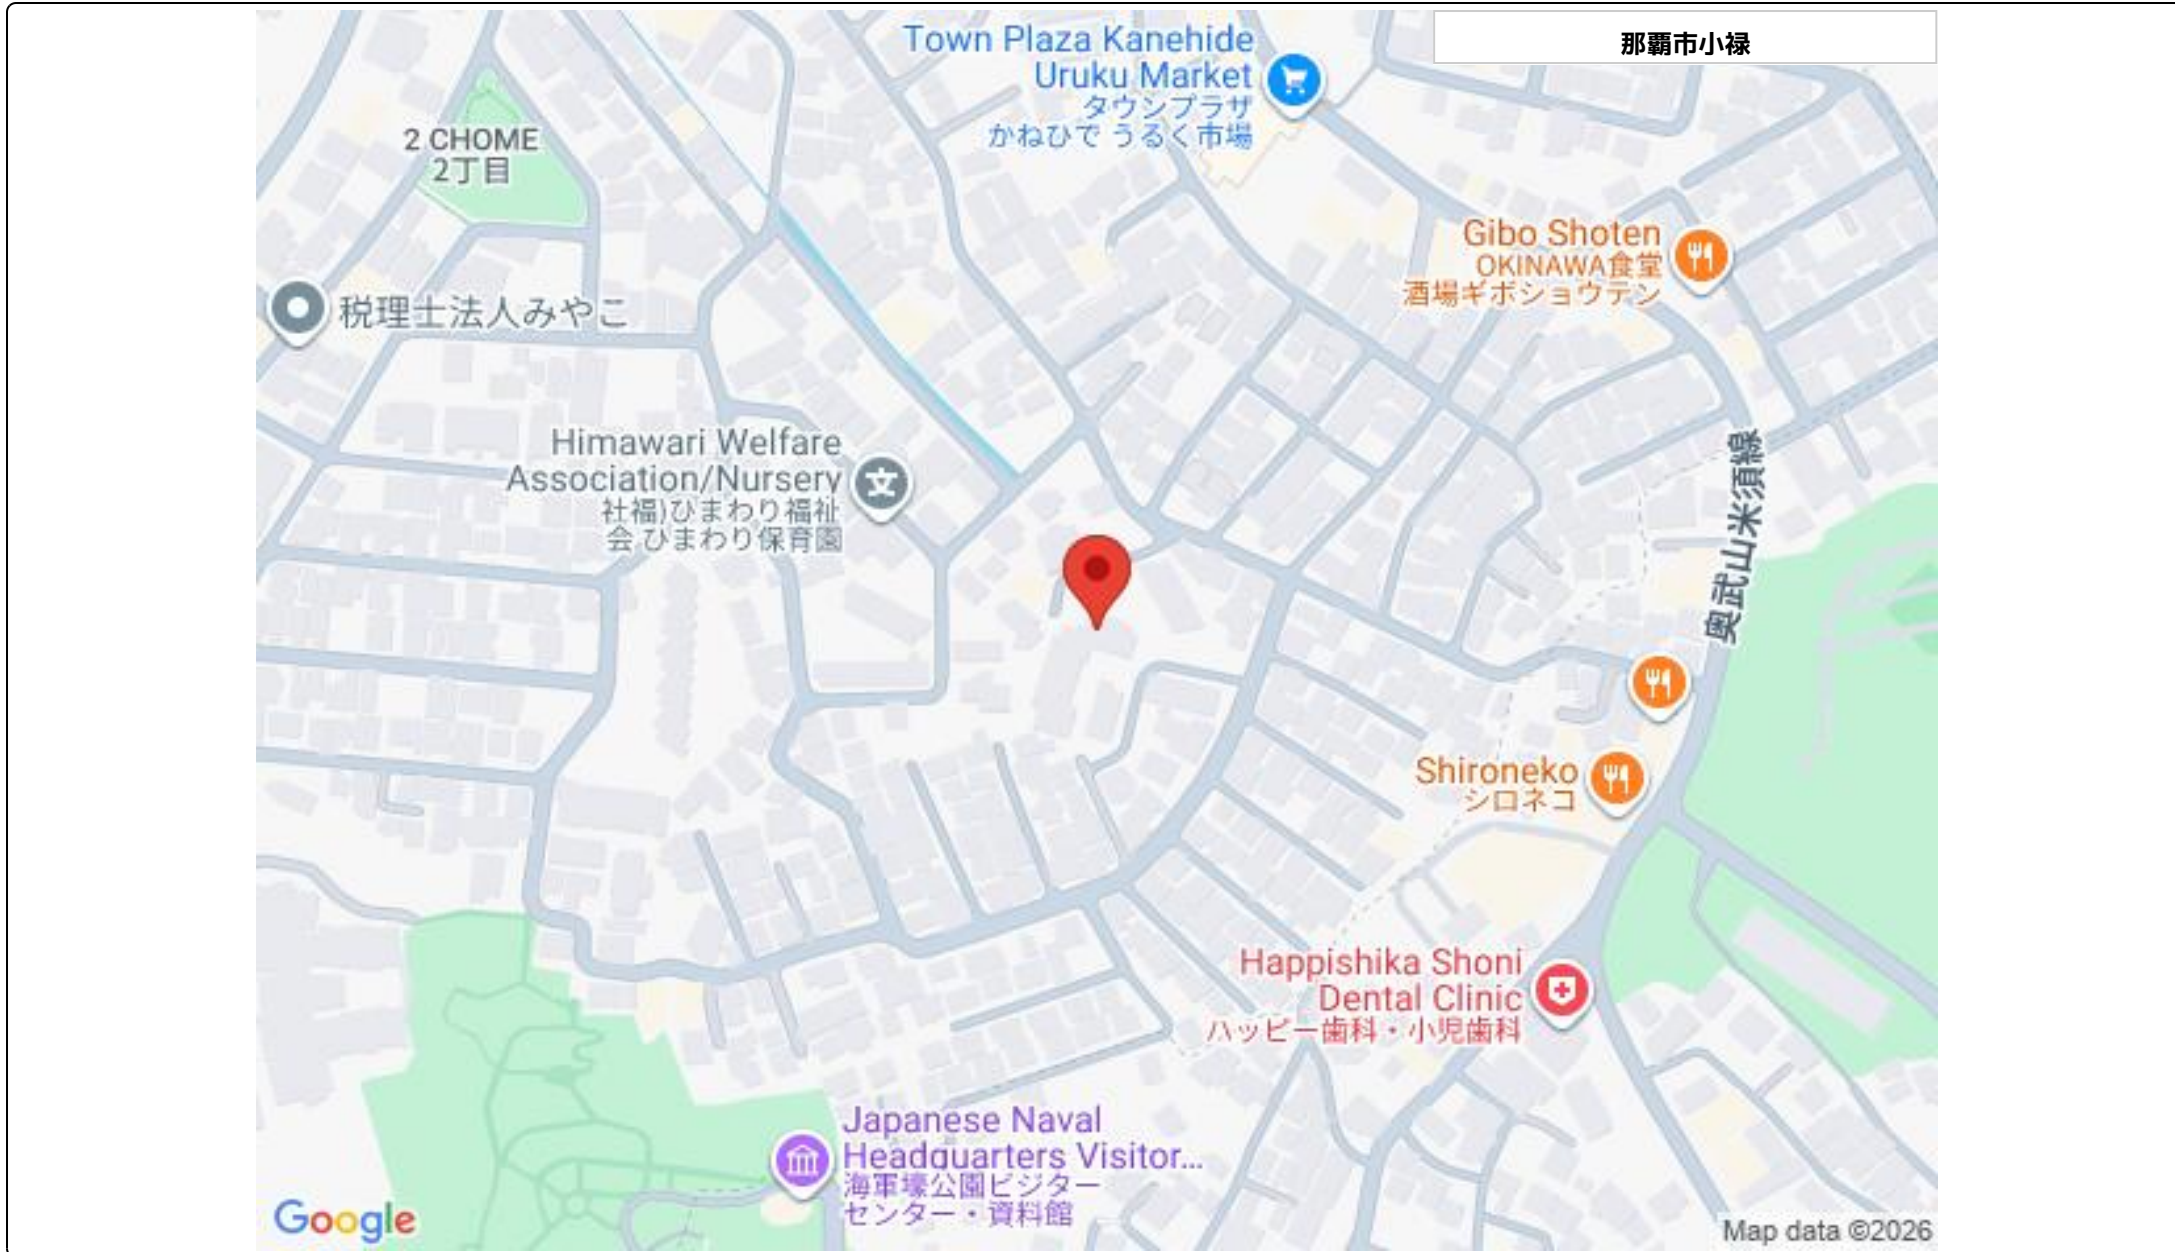 那覇市小禄
Town Plaza Kanehide
Uruku Market
タウンプラザ
かねひで うるく市場
2 CHOME
2丁目
Gibo Shoten
OKINAWA食堂
酒場ギボショウテン
税理士法人みやこ
Himawari Welfare
Association/Nursery
社福)ひまわり福祉
会 ひまわり保育園
奥武山米須線
Shironeko
シロネコ
Happishika Shoni
Dental Clinic
ハッピー歯科・小児歯科
Japanese Naval
Headquarters Visitor...
海軍壕公園ビジター
センター・資料館
Google
Map data ©2026